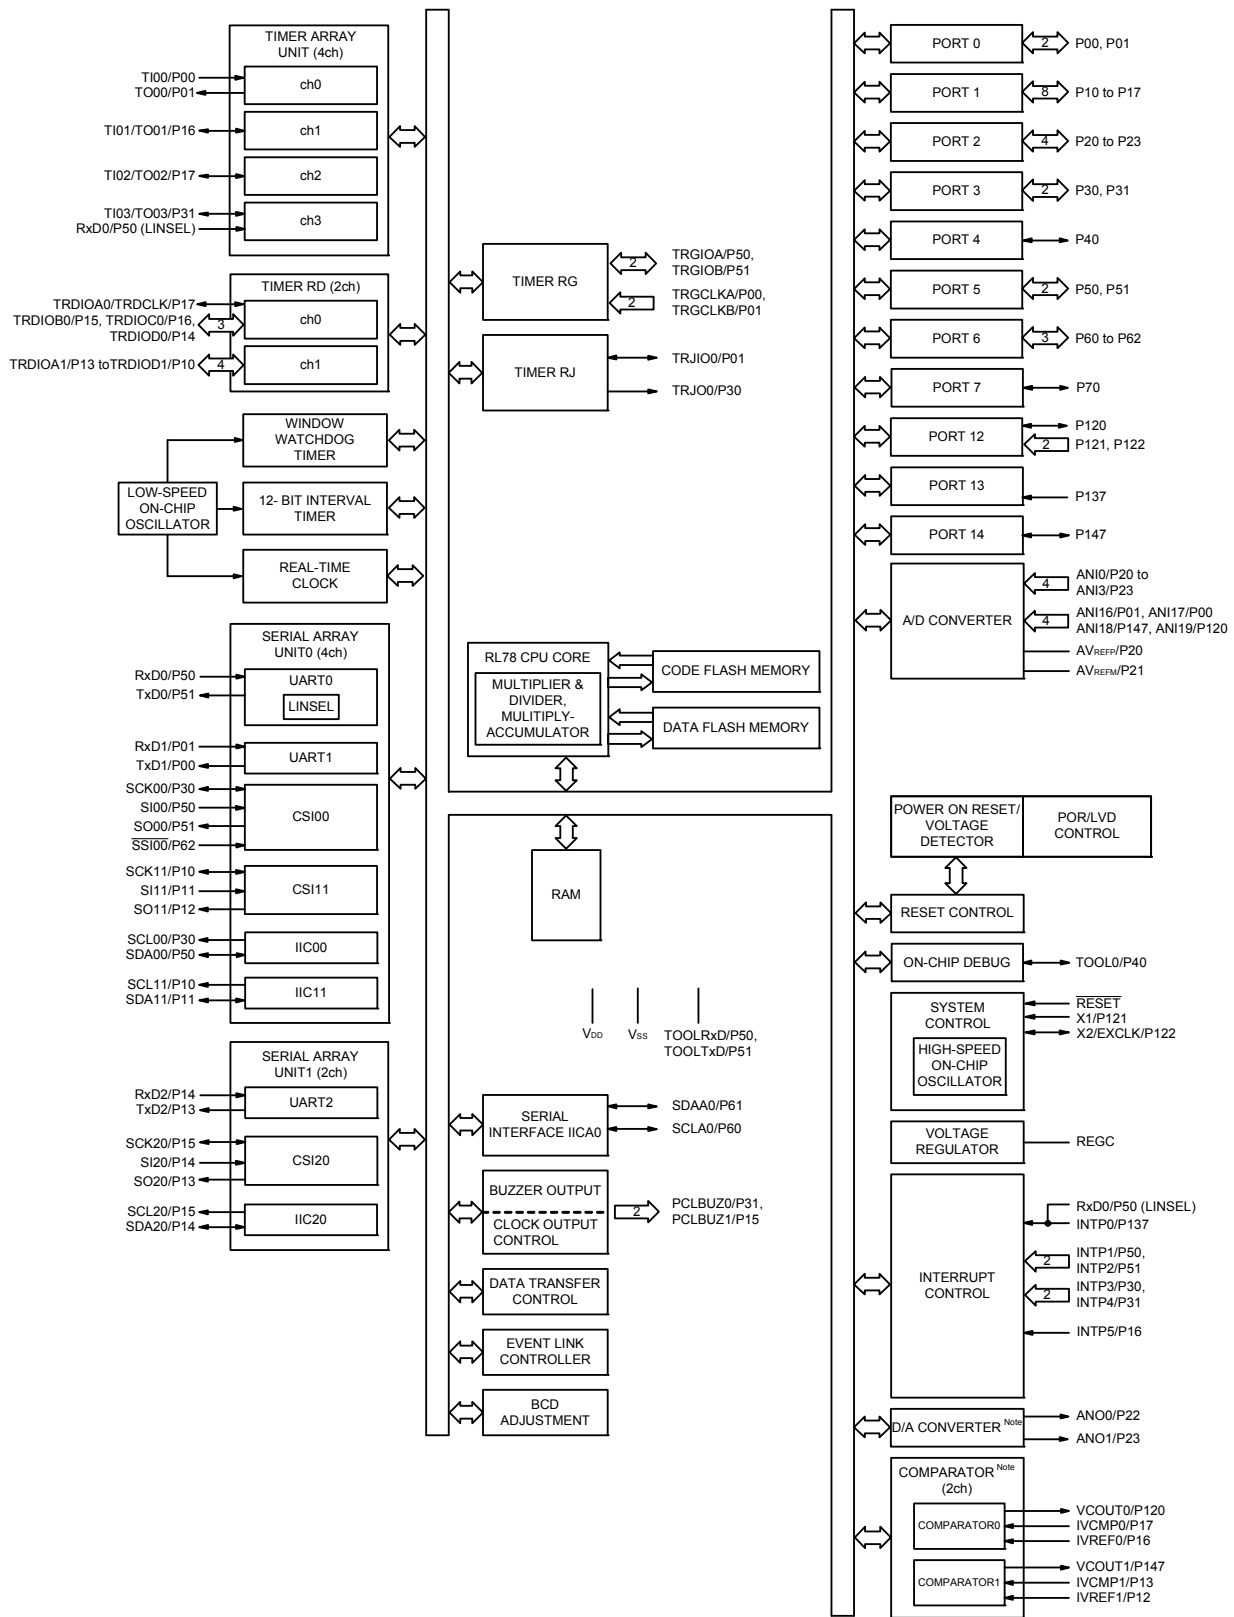 TIMER ARRAY
UNIT (4ch)
TI00/P00
TO00/P01
ch0
TI01/TO01/P16
ch1
TI02/TO02/P17
ch2
TI03/TO03/P31
RxD0/P50 (LINSEL)
ch3
TIMER RD (2ch)
TRDIOA0/TRDCLK/P17
TRDIOB0/P15, TRDIOC0/P16,
TRDIOD0/P14
3
ch0
TRDIOA1/P13 toTRDIOD1/P10
4
ch1
WINDOW
WATCHDOG
TIMER
LOW-SPEED
ON-CHIP
OSCILLATOR
12- BIT INTERVAL
TIMER
REAL-TIME
CLOCK
SERIAL ARRAY
UNIT0 (4ch)
RxD0/P50
TxD0/P51
UART0
LINSEL
RxD1/P01
TxD1/P00
UART1
SCK00/P30
SI00/P50
SO00/P51
SSI00/P62
CSI00
SCK11/P10
SI11/P11
SO11/P12
CSI11
SCL00/P30
SDA00/P50
IIC00
SCL11/P10
SDA11/P11
IIC11
SERIAL ARRAY
UNIT1 (2ch)
RxD2/P14
TxD2/P13
UART2
SCK20/P15
SI20/P14
SO20/P13
CSI20
SCL20/P15
SDA20/P14
IIC20
TIMER RG
2
TRGIOA/P50,
TRGIOB/P51
2
TRGCLKA/P00,
TRGCLKB/P01
TIMER RJ
TRJIO0/P01
TRJO0/P30
RL78 CPU CORE
MULTIPLIER &
DIVIDER,
MULITIPLY-
ACCUMULATOR
CODE FLASH MEMORY
DATA FLASH MEMORY
RAM
VDD
VSS
TOOLRxD/P50,
TOOLTxD/P51
SERIAL
INTERFACE IICA0
SDAA0/P61
SCLA0/P60
BUZZER OUTPUT
CLOCK OUTPUT
CONTROL
2
PCLBUZ0/P31,
PCLBUZ1/P15
DATA TRANSFER
CONTROL
EVENT LINK
CONTROLLER
BCD
ADJUSTMENT
PORT 0
2
P00, P01
PORT 1
8
P10 to P17
PORT 2
4
P20 to P23
PORT 3
2
P30, P31
PORT 4
P40
PORT 5
2
P50, P51
PORT 6
3
P60 to P62
PORT 7
P70
PORT 12
P120
2
P121, P122
PORT 13
P137
PORT 14
P147
A/D CONVERTER
4
ANI0/P20 to
ANI3/P23
4
ANI16/P01, ANI17/P00
ANI18/P147, ANI19/P120
AVREFP/P20
AVREFM/P21
POWER ON RESET/
VOLTAGE
DETECTOR
POR/LVD
CONTROL
RESET CONTROL
ON-CHIP DEBUG
TOOL0/P40
SYSTEM
CONTROL
HIGH-SPEED
ON-CHIP
OSCILLATOR
RESET
X1/P121
X2/EXCLK/P122
VOLTAGE
REGULATOR
REGC
INTERRUPT
CONTROL
RxD0/P50 (LINSEL)
INTP0/P137
2
INTP1/P50,
INTP2/P51
2
INTP3/P30,
INTP4/P31
INTP5/P16
D/A CONVERTER Note
ANO0/P22
ANO1/P23
COMPARATOR Note
(2ch)
COMPARATOR0
VCOUT0/P120
IVCMP0/P17
IVREF0/P16
COMPARATOR1
VCOUT1/P147
IVCMP1/P13
IVREF1/P12